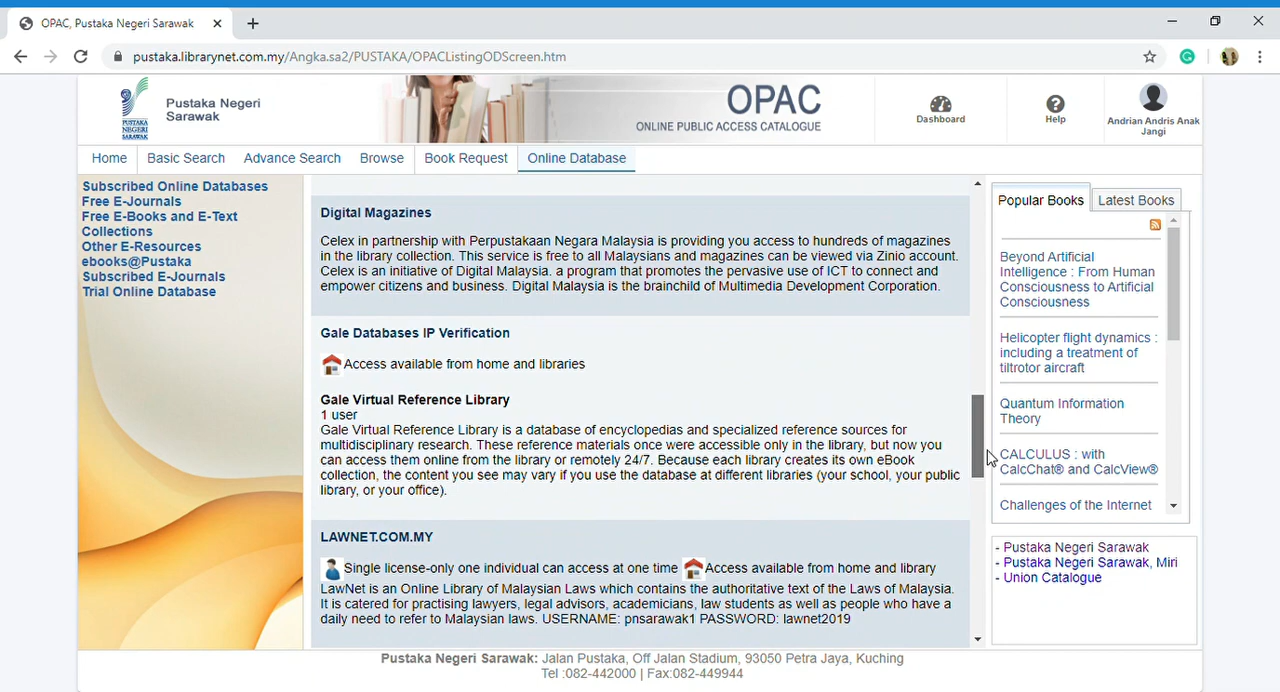 OPAC, Pustaka Negeri Sarawak
pustaka.librarynet.com.my/Angka.sa2/PUSTAKA/OPACListingODScreen.htm
PUSTAKA
NEGERI
SARAWAK
Pustaka Negeri
Sarawak
OPAC
ONLINE PUBLIC ACCESS CATALOGUE
Dashboard
Help
Andrian Andris Anak
Jangi
Home
Basic Search
Advance Search
Browse
Book Request
Online Database
Subscribed Online Databases
Free E-Journals
Free E-Books and E-Text
Collections
Other E-Resources
ebooks@Pustaka
Subscribed E-Journals
Trial Online Database
Digital Magazines
Celex in partnership with Perpustakaan Negara Malaysia is providing you access to hundreds of magazines
in the library collection. This service is free to all Malaysians and magazines can be viewed via Zinio account.
Celex is an initiative of Digital Malaysia. a program that promotes the pervasive use of ICT to connect and
empower citizens and business. Digital Malaysia is the brainchild of Multimedia Development Corporation.
Gale Databases IP Verification
Access available from home and libraries
Gale Virtual Reference Library
1 user
Gale Virtual Reference Library is a database of encyclopedias and specialized reference sources for
multidisciplinary research. These reference materials once were accessible only in the library, but now you
can access them online from the library or remotely 24/7. Because each library creates its own eBook
collection, the content you see may vary if you use the database at different libraries (your school, your public
library, or your office).
LAWNET.COM.MY
Single license-only one individual can access at one time Access available from home and library
LawNet is an Online Library of Malaysian Laws which contains the authoritative text of the Laws of Malaysia.
It is catered for practising lawyers, legal advisors, academicians, law students as well as people who have a
daily need to refer to Malaysian laws. USERNAME: pnsarawak1 PASSWORD: lawnet2019
Popular Books
Latest Books
Beyond Artificial
Intelligence : From Human
Consciousness to Artificial
Consciousness
Helicopter flight dynamics :
including a treatment of
tiltrotor aircraft
Quantum Information
Theory
CALCULUS : with
CalcChat® and CalcView®
Challenges of the Internet
- Pustaka Negeri Sarawak
- Pustaka Negeri Sarawak, Miri
- Union Catalogue
Pustaka Negeri Sarawak: Jalan Pustaka, Off Jalan Stadium, 93050 Petra Jaya, Kuching
Tel :082-442000 | Fax:082-449944